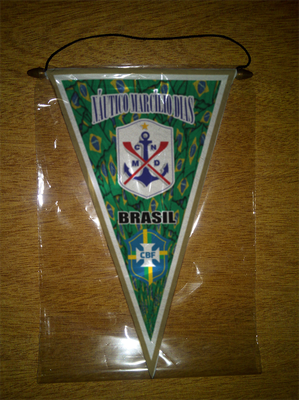 NÁUTICO MARCÍLIO DIAS
C N
M D
BRASIL
CBF